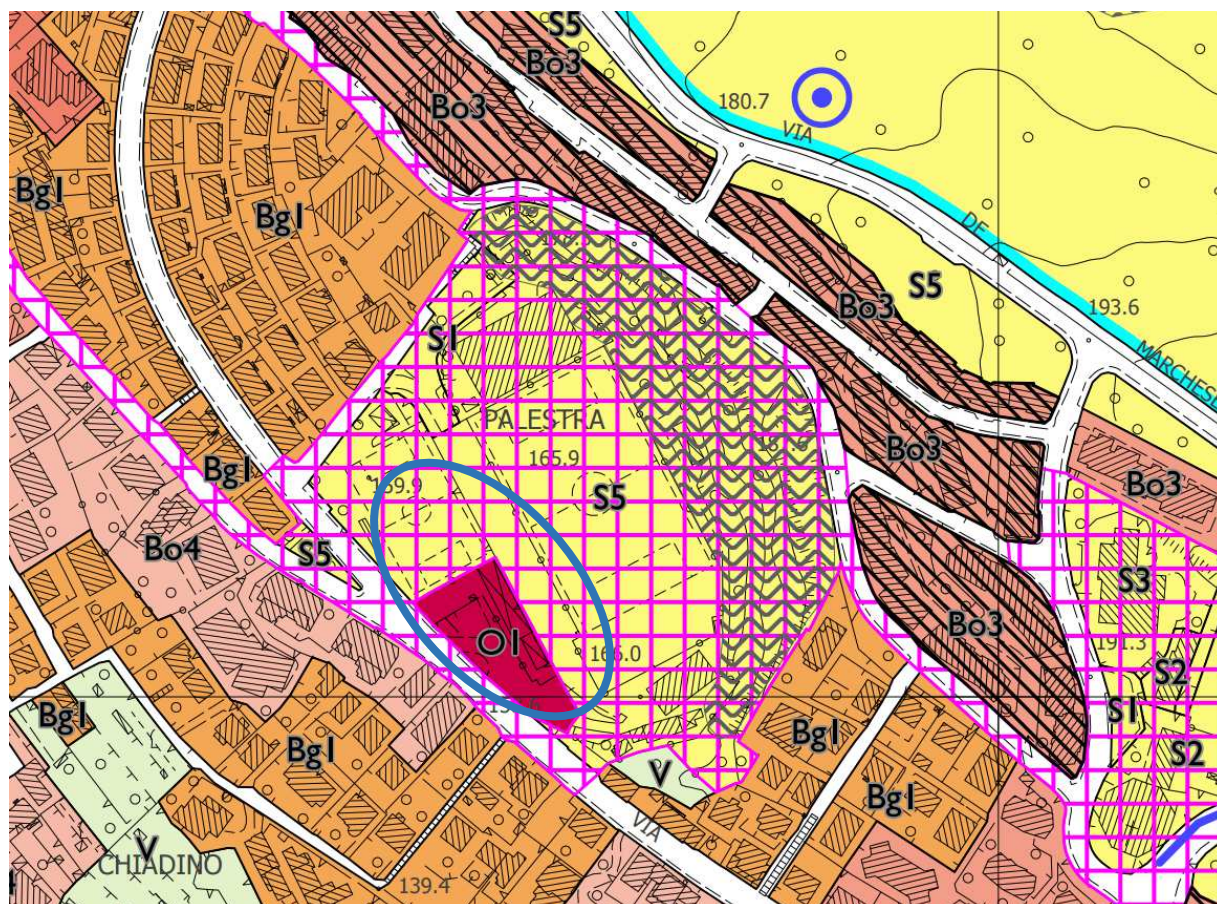 S5
Bo3
Bo3
180.7
VIA
Bg1
Bg1
DE
S5
Bo3
193.6
S1
MARCHESE
PALESTRA
165.9
Bo3
Bg1
S5
Bo3
Bo4
S5
S3
O1
Bo3
166.0
191.3
S2
Bg1
S1
Bg1
Bg1
S2
V
Bg1
VIA
V
CHIADINO
139.4